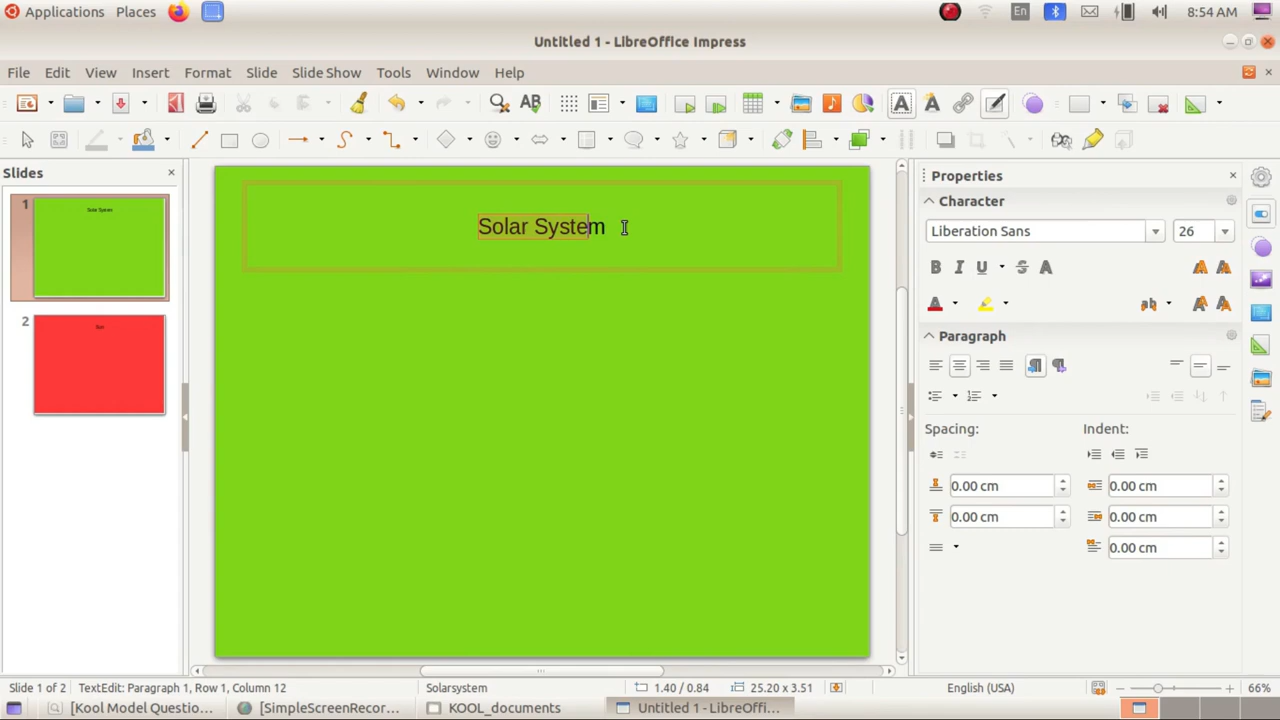 Applications Places En 8:54 AM
Untitled 1 - LibreOffice Impress
File Edit View Insert Format Slide Slide Show Tools Window Help
Slides
Properties
1
Character
Liberation Sans 26
Solar System
Paragraph
2
Spacing: Indent:
0.00 cm 0.00 cm
0.00 cm 0.00 cm
0.00 cm
Slide 1 of 2 TextEdit: Paragraph 1, Row 1, Column 12 Solarsystem 1.40 / 0.84 25.20 x 3.51 English (USA) 66%
[Kool Model Questio... [SimpleScreenRecor... KOOL_documents Untitled 1 - LibreOffi...